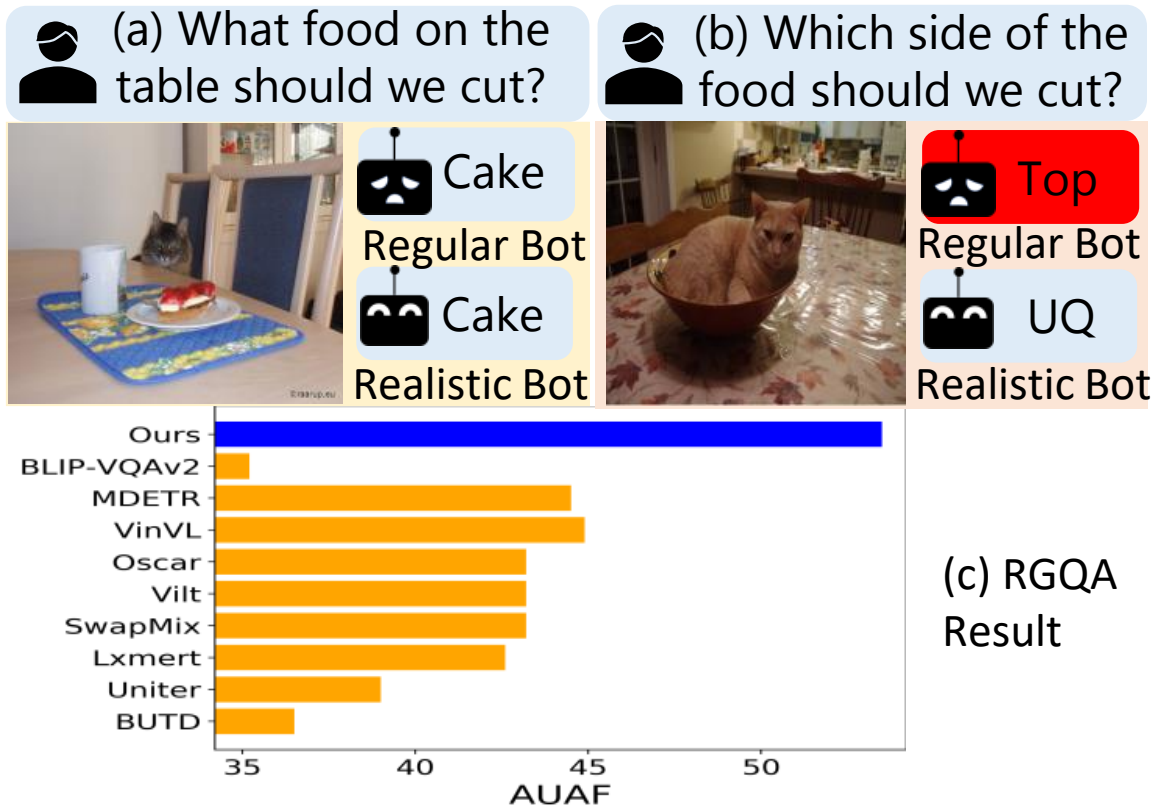 (a) What food on the
table should we cut?
(b) Which side of the
food should we cut?
Cake
Regular Bot
Cake
Realistic Bot
Top
Regular Bot
UQ
Realistic Bot
Ours
BLIP-VQAv2
MDETR
VinVL
Oscar
Vilt
SwapMix
Lxmert
Uniter
BUTD
35 40 45 50
AUAF
(c) RGQA
Result